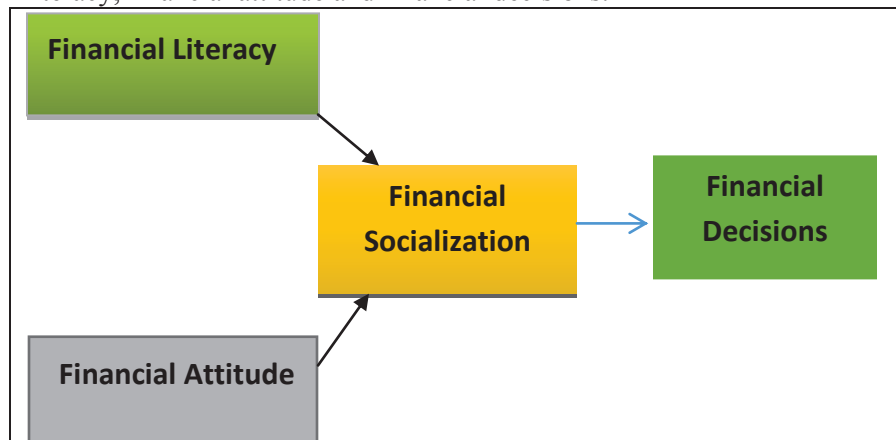 Financial Literacy
Financial
Socialization
Financial
Decisions
Financial Attitude